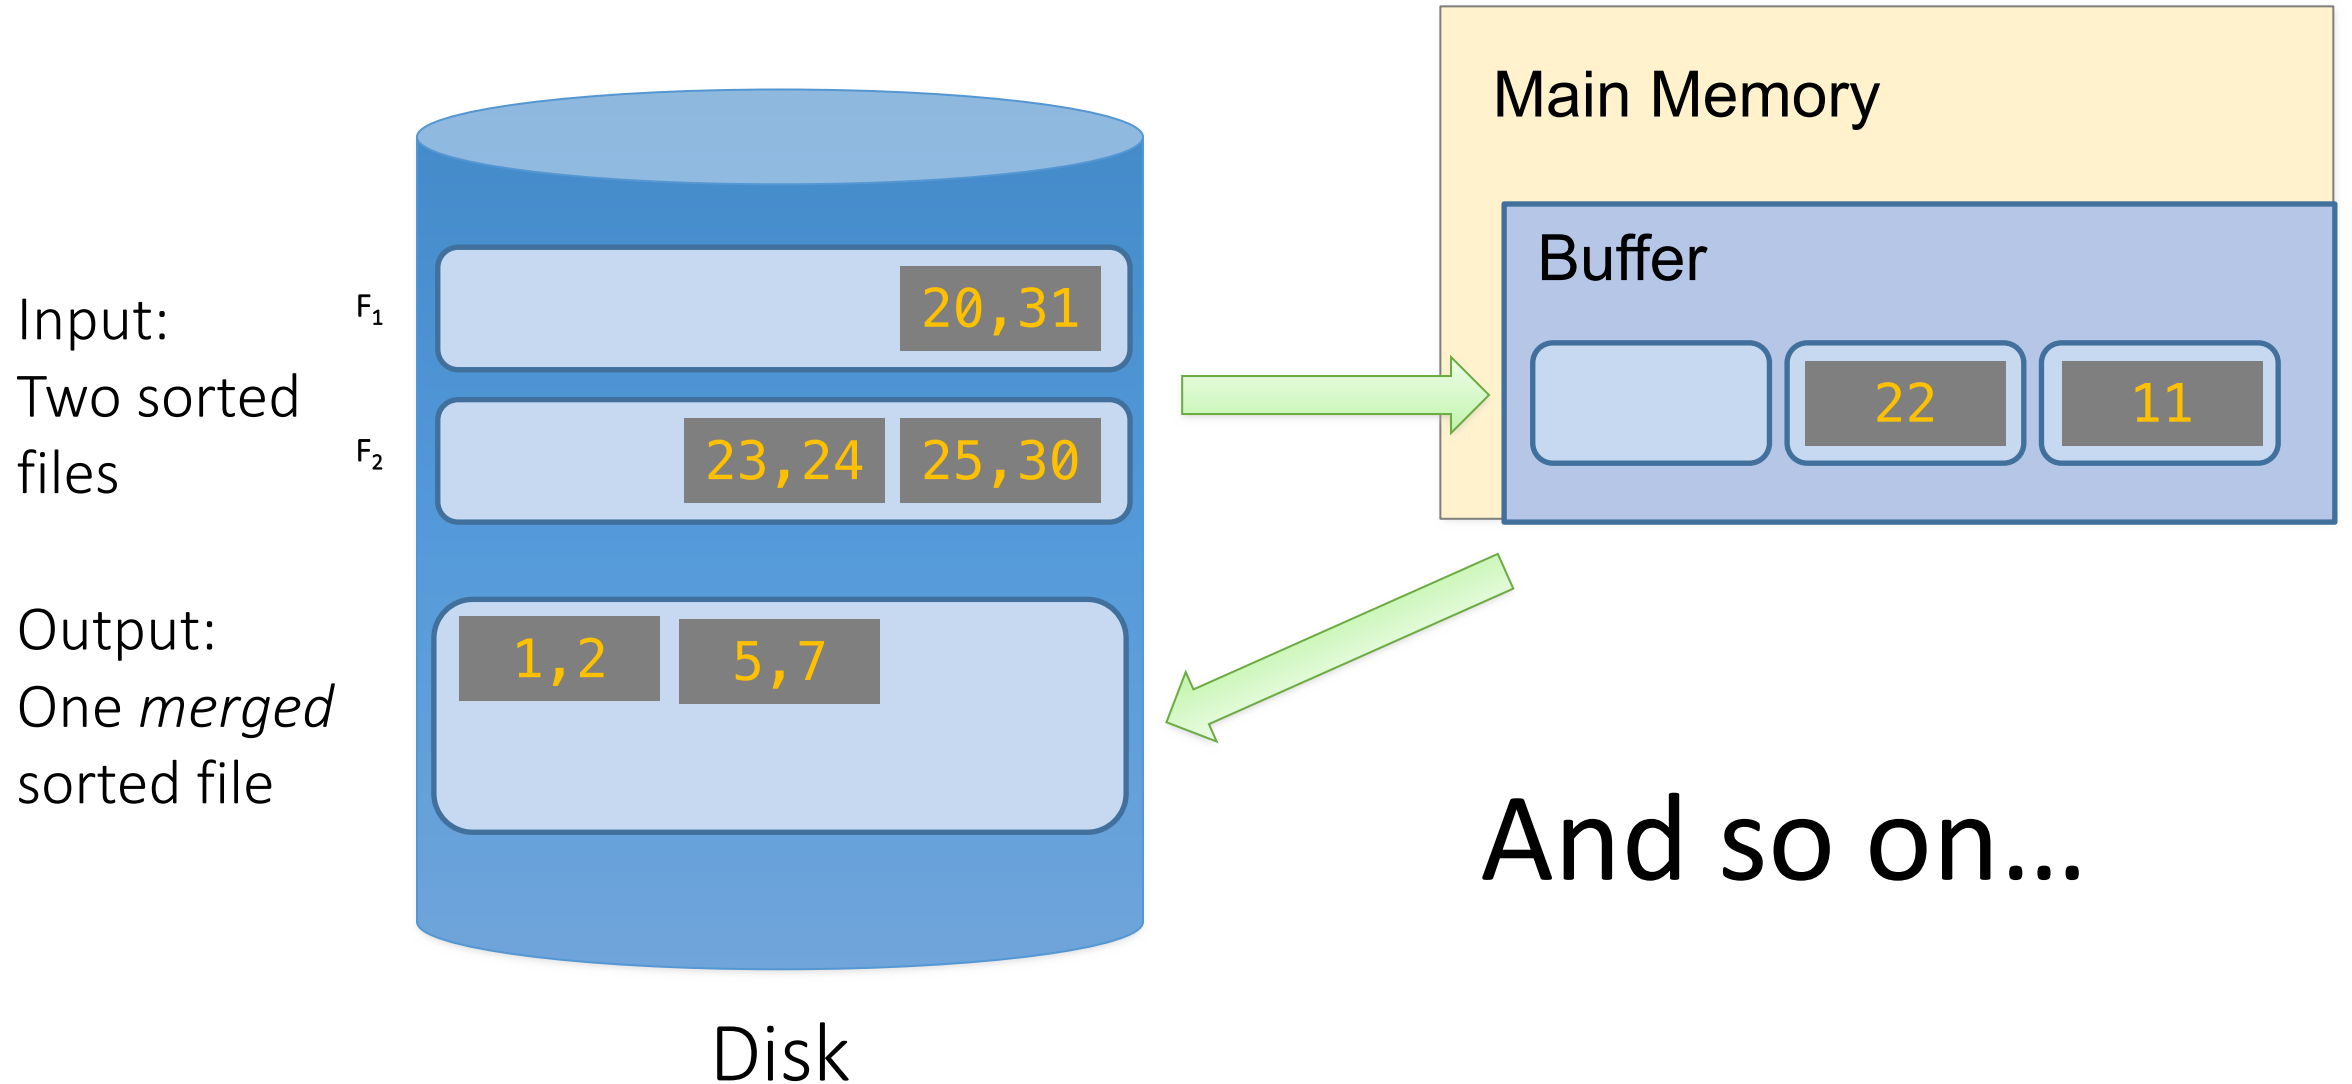 Main Memory
Buffer
Input:
Two sorted
files
F1
20,31
F2
23,24 25,30
22 11
Output:
One merged
sorted file
1,2 5,7
And so on...
Disk